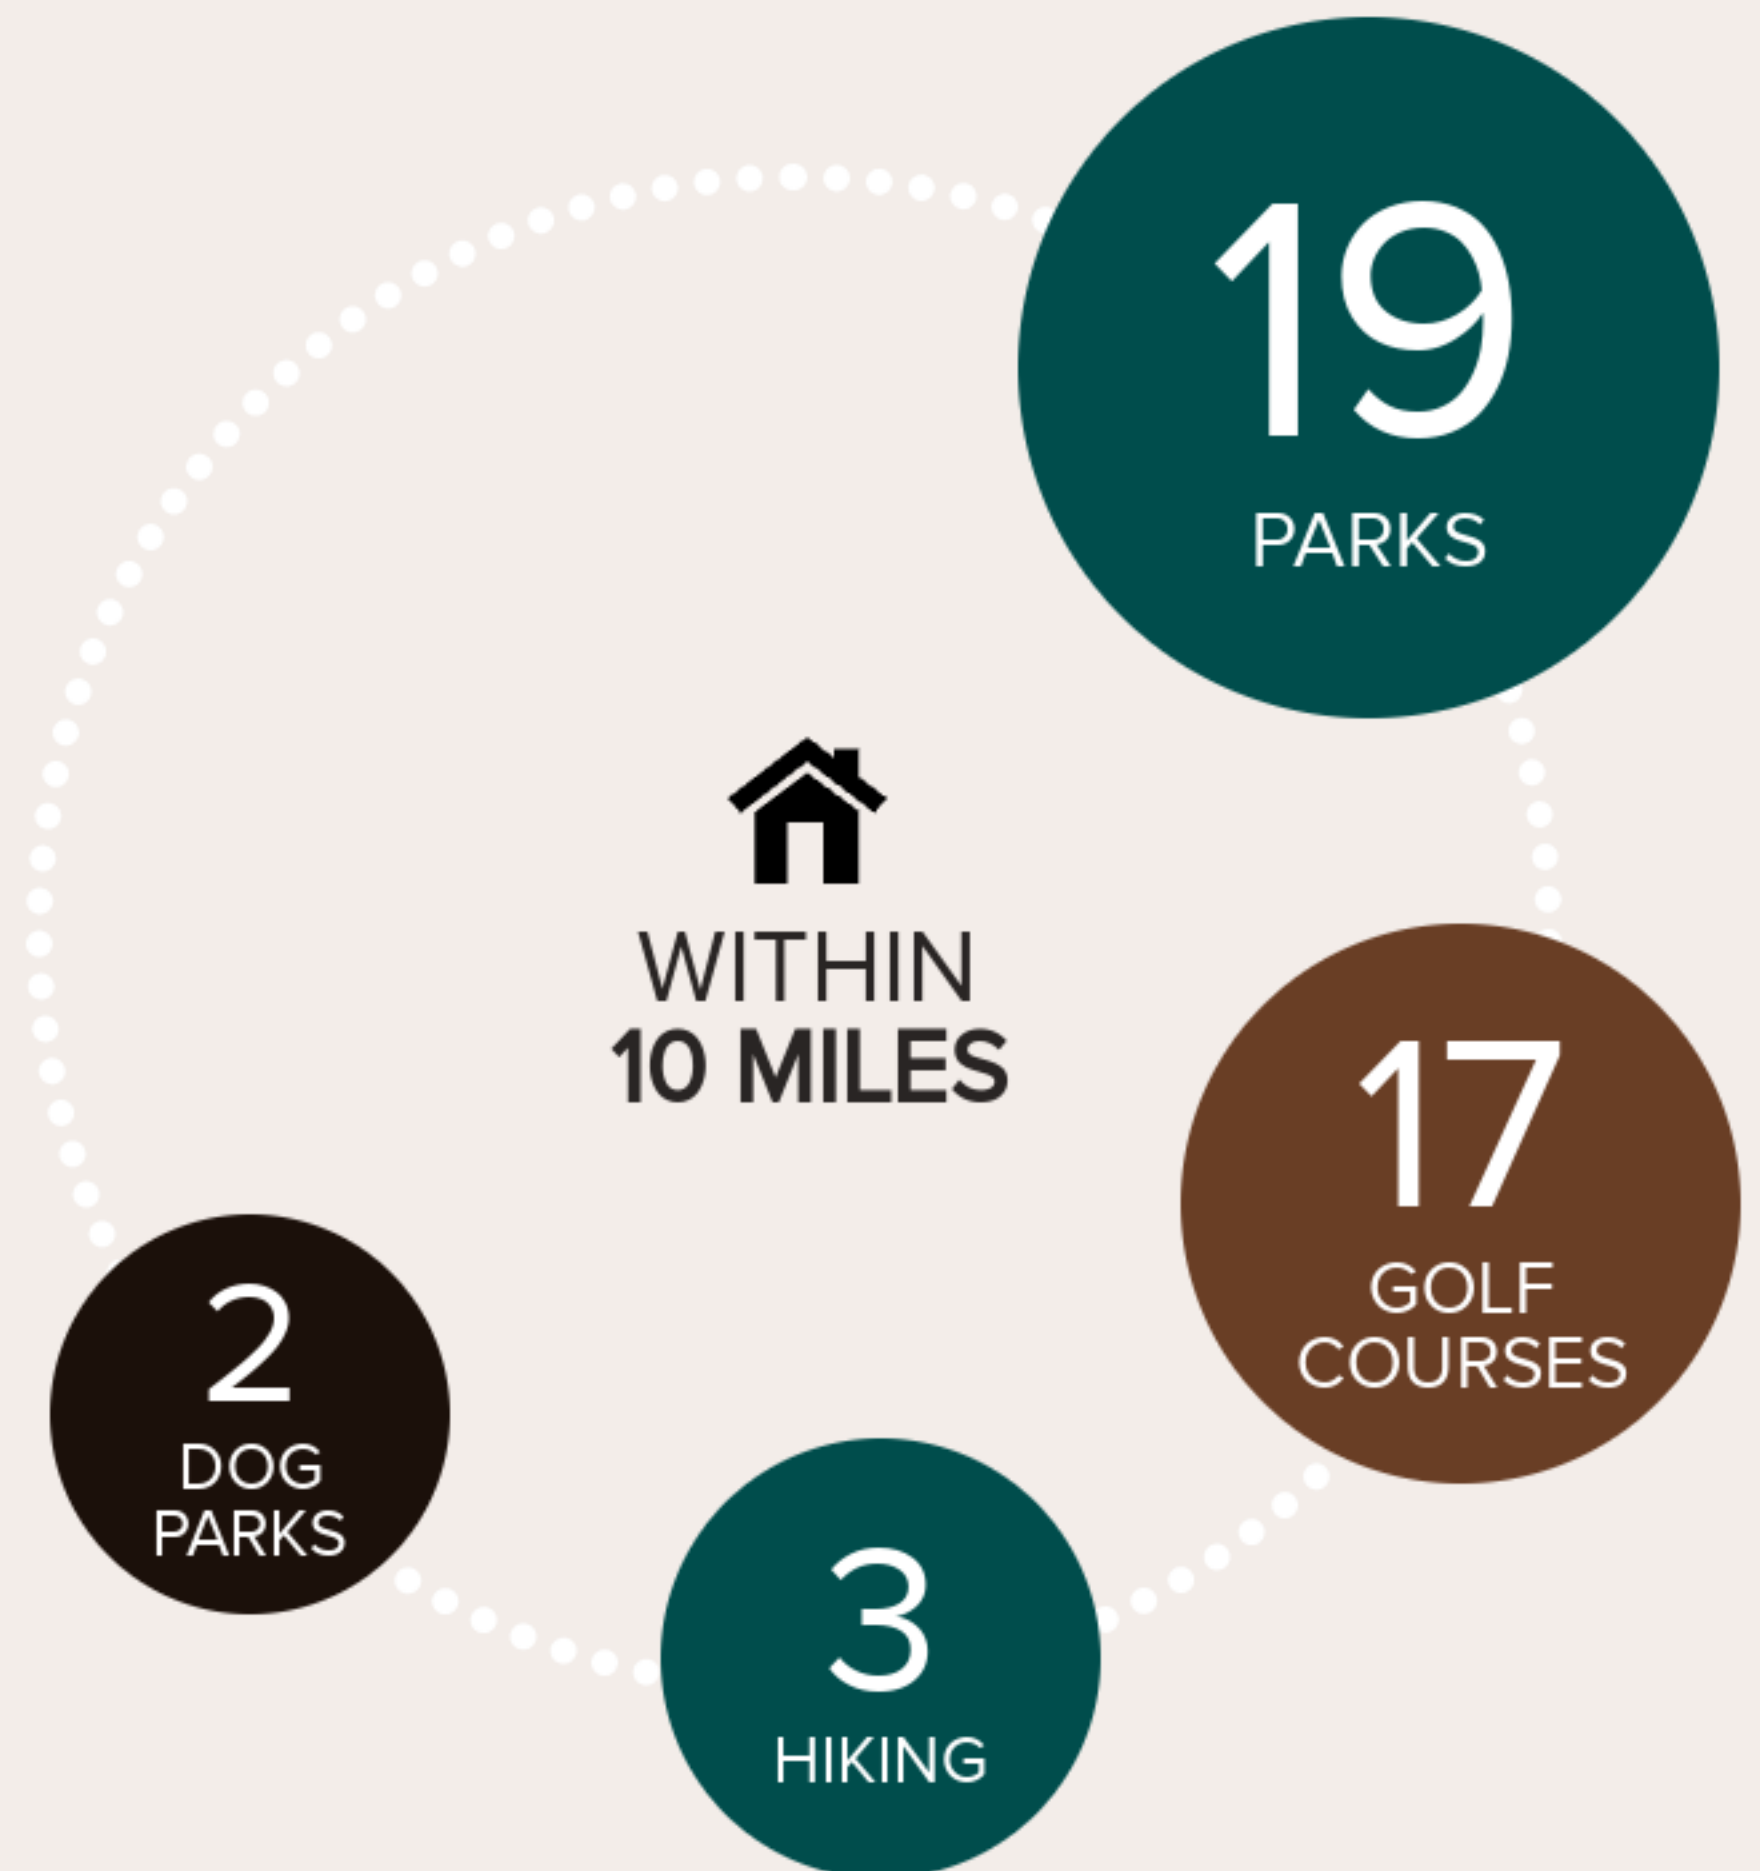 19
PARKS
WITHIN
10 MILES
17
GOLF
COURSES
2
DOG
PARKS
3
HIKING